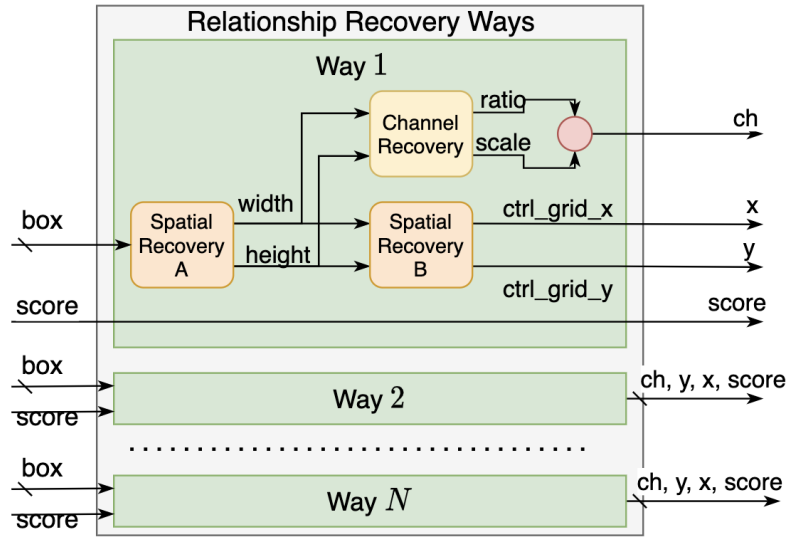 Relationship Recovery Ways
Way 1
ratio
Channel
Recovery
scale
ch
width
box
Spatial
Recovery
A
height
Spatial
Recovery
B
ctrl_grid_x
x
y
ctrl_grid_y
score
score
box
score
Way 2
ch, y, x, score
box
score
Way N
ch, y, x, score